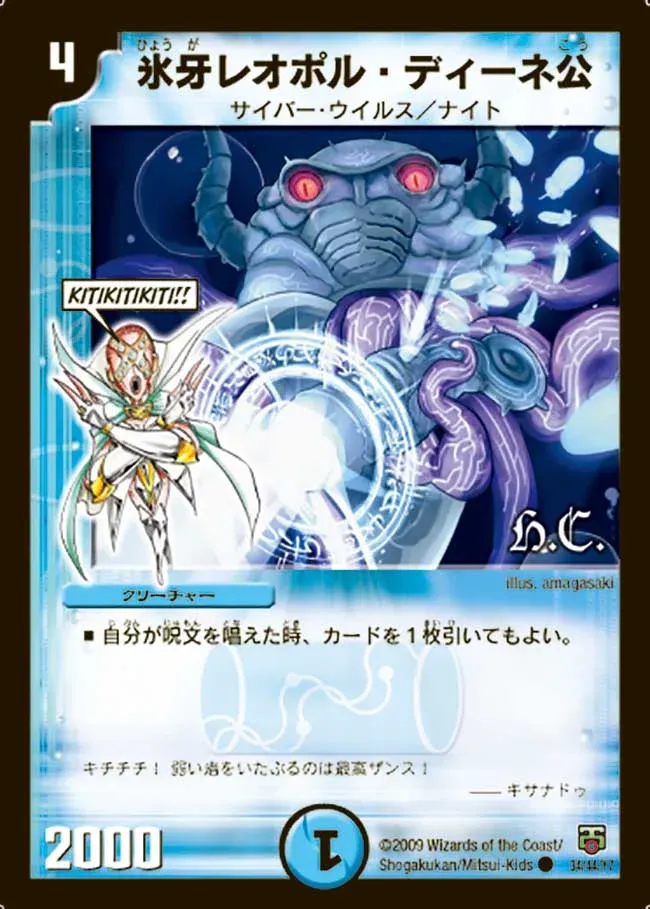 4
ひょう が こう
氷牙レオポル・ディーネ公
サイバー・ウイルス／ナイト
KITIKITIKITI!!
H.C.
illus. amagasaki
クリーチャー
■ 自分が呪文を唱えた時、カードを１枚引いてもよい。
キチチチ！ 弱い者をいたぶるのは最高ザンス！
—— キサナドゥ
2000
1
©2009 Wizards of the Coast/
Shogakukan/Mitsui-Kids